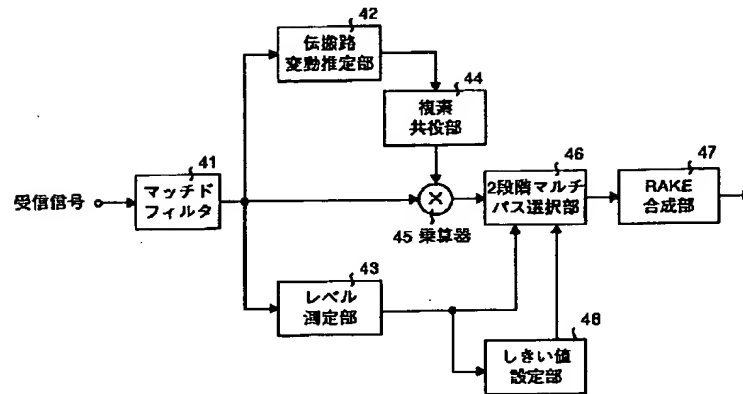 42
伝搬路
変動推定部
44
複素
共役部
41
マッチド
フィルタ
受信信号
×
45 乗算器
46
2段階マルチ
パス選択部
47
RAKE
合成部
43
レベル
測定部
48
しきい値
設定部